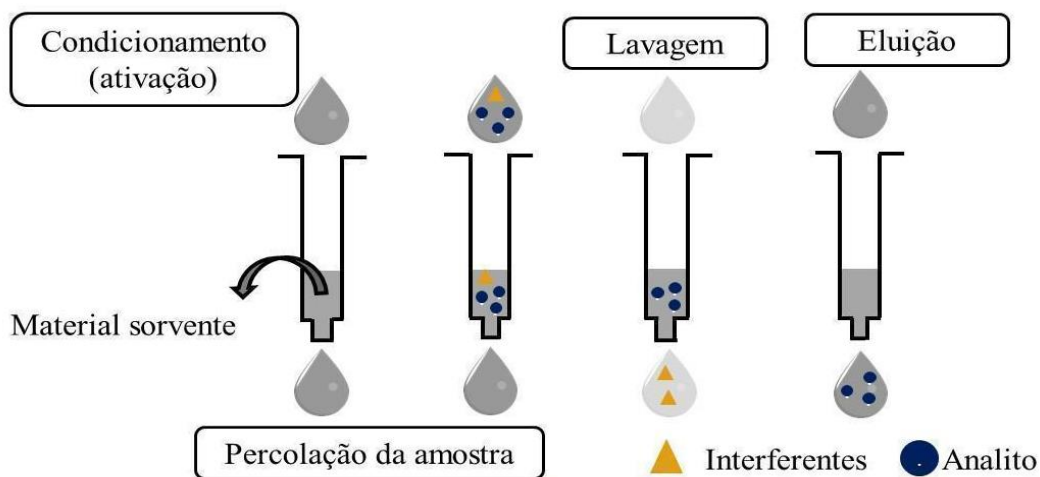 Condicionamento
(ativação)
Lavagem
Eluição
Material sorvente
Percolação da amostra
Interferentes
Analito